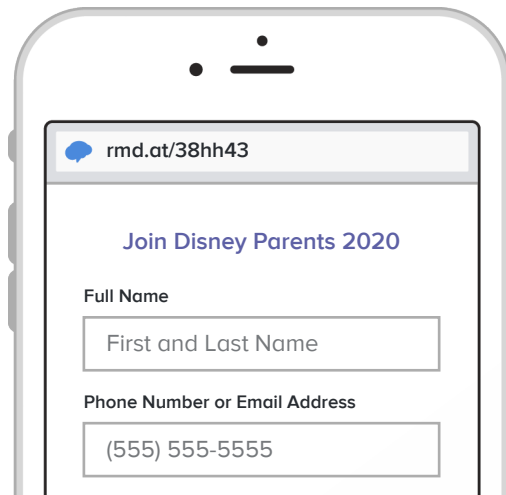 rmd.at/38hh43
Join Disney Parents 2020
Full Name
First and Last Name
Phone Number or Email Address
(555) 555-5555